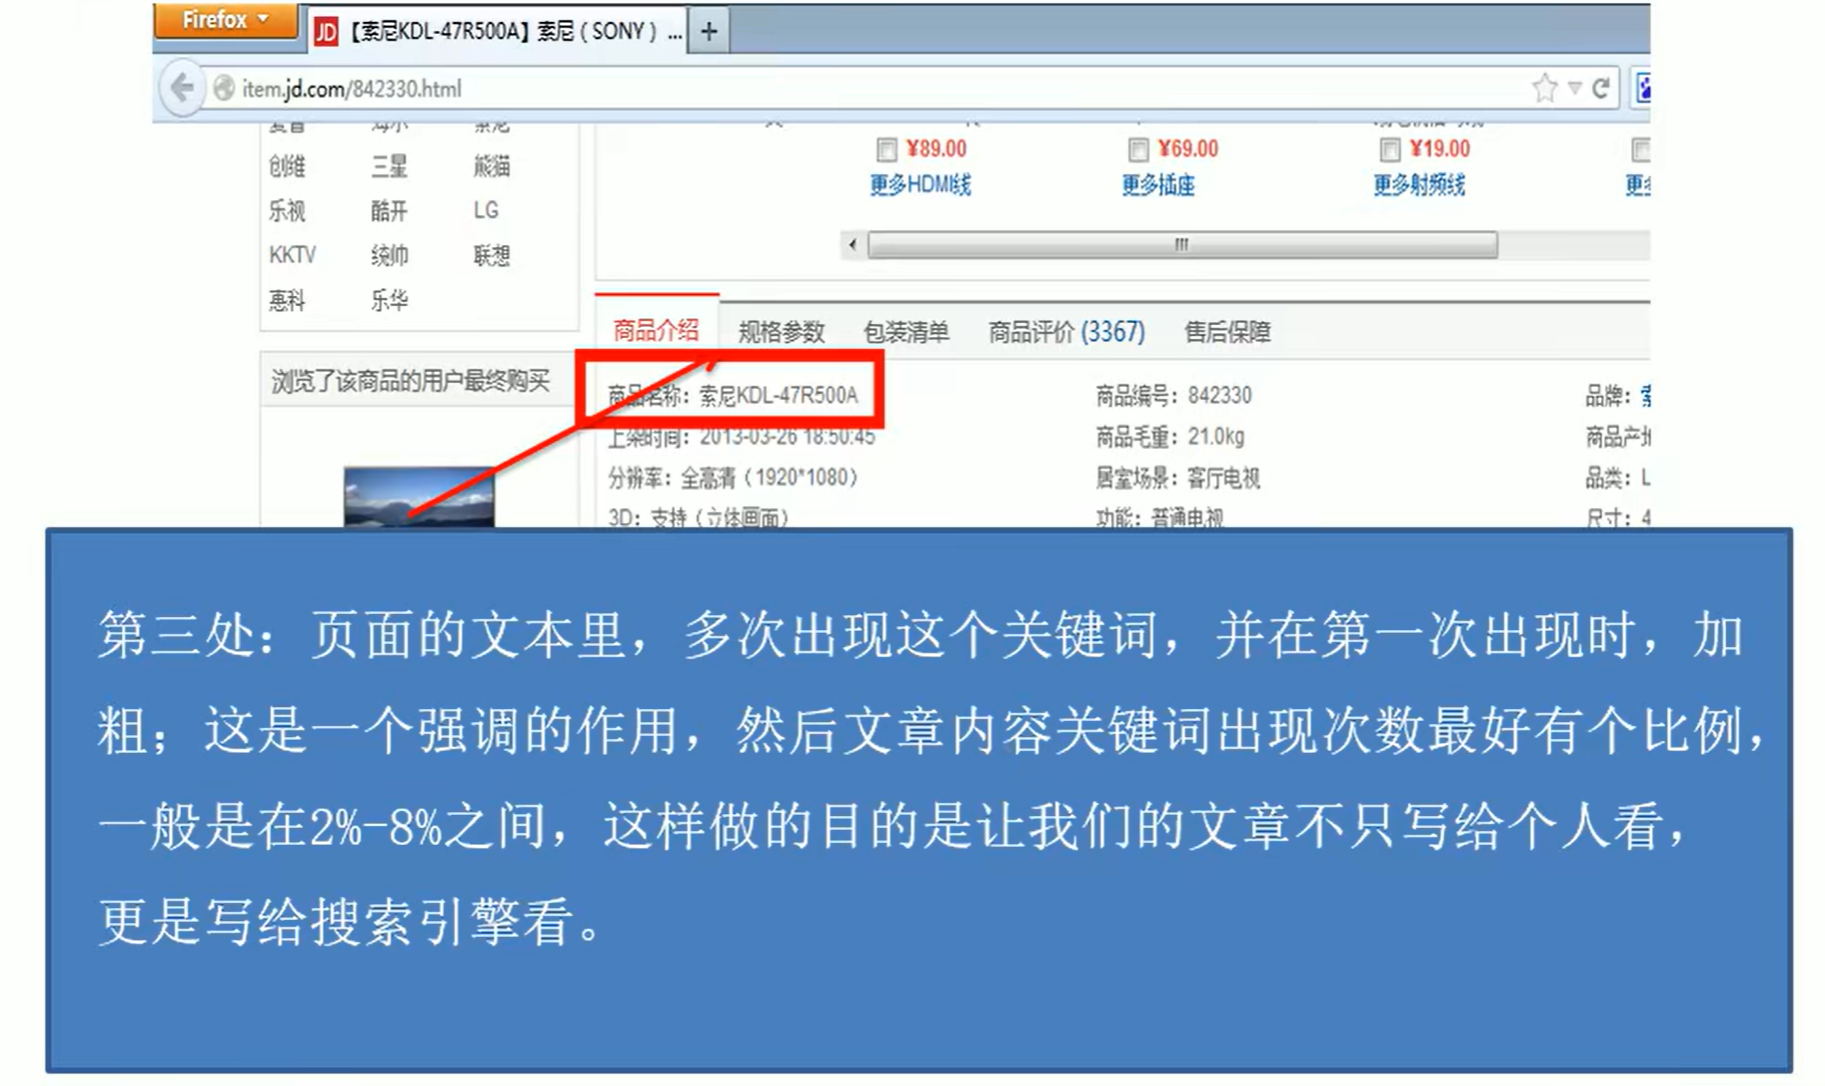 Firefox
JD 【索尼KDL-47R500A】索尼（SONY）...
item.jd.com/842330.html
¥89.00 ¥69.00 ¥19.00
创维 三星 熊猫
更多HDMI线 更多插座 更多射频线
乐视 酷开 LG
KKTV 统帅 联想
惠科 乐华
商品介绍 规格参数 包装清单 商品评价(3367) 售后保障
浏览了该商品的用户最终购买
商品名称：索尼KDL-47R500A 商品编号：842330 品牌：
上架时间：2013-03-26 18:50:45 商品毛重：21.0kg 商品产
分辨率：全高清（1920*1080） 居室场景：客厅电视 品类：L
3D：支持（立体画面） 功能：普通电视 尺寸：4
第三处：页面的文本里，多次出现这个关键词，并在第一次出现时，加
粗；这是一个强调的作用，然后文章内容关键词出现次数最好有个比例，
一般是在2%-8%之间，这样做的目的是让我们的文章不只写给个人看，
更是写给搜索引擎看。